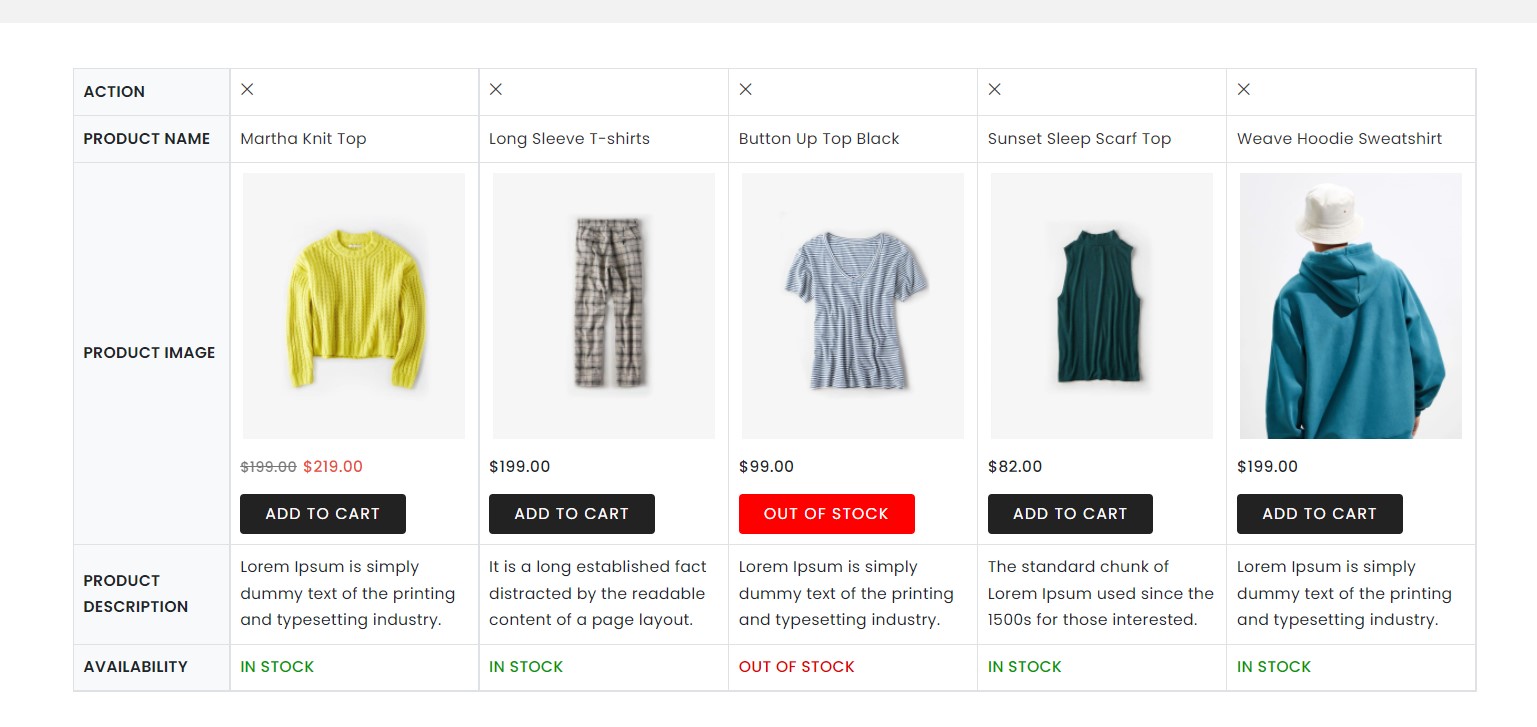 ACTION
PRODUCT NAME Martha Knit Top Long Sleeve T-shirts Button Up Top Black Sunset Sleep Scarf Top Weave Hoodie Sweatshirt
PRODUCT IMAGE
$199.00 $219.00 $199.00 $99.00 $82.00 $199.00
ADD TO CART ADD TO CART OUT OF STOCK ADD TO CART ADD TO CART
PRODUCT
DESCRIPTION
Lorem Ipsum is simply
dummy text of the printing
and typesetting industry.
It is a long established fact
distracted by the readable
content of a page layout.
Lorem Ipsum is simply
dummy text of the printing
and typesetting industry.
The standard chunk of
Lorem Ipsum used since the
1500s for those interested.
Lorem Ipsum is simply
dummy text of the printing
and typesetting industry.
AVAILABILITY IN STOCK IN STOCK OUT OF STOCK IN STOCK IN STOCK